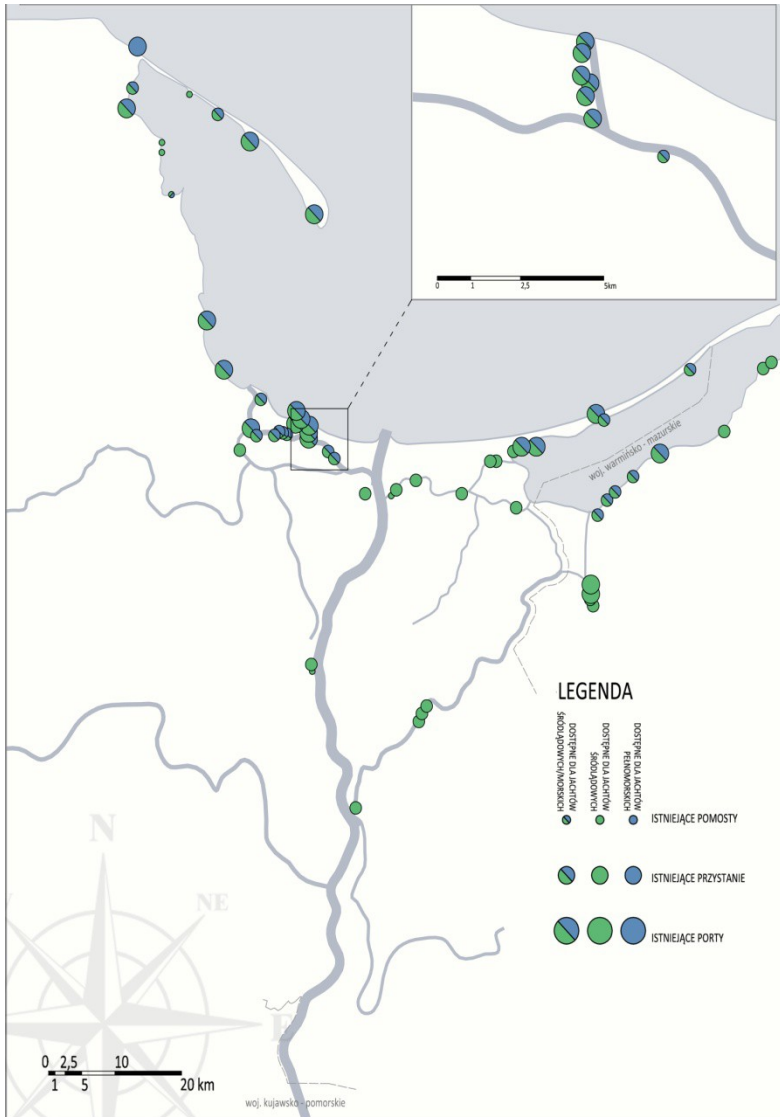 0 1 2,5 5km
woj. warmińsko - mazurskie
LEGENDA
DOSTĘPNE DLA JACHTÓW
ŚRÓDLĄDOWYCH/MORSKICH
DOSTĘPNE DLA JACHTÓW
ŚRÓDLĄDOWYCH
DOSTĘPNE DLA JACHTÓW
PEŁNOMORSKICH
ISTNIEJĄCE POMOSTY
ISTNIEJĄCE PRZYSTANIE
ISTNIEJĄCE PORTY
N
NE
E
0 2,5 10
1 5 20 km
woj. kujawsko - pomorskie